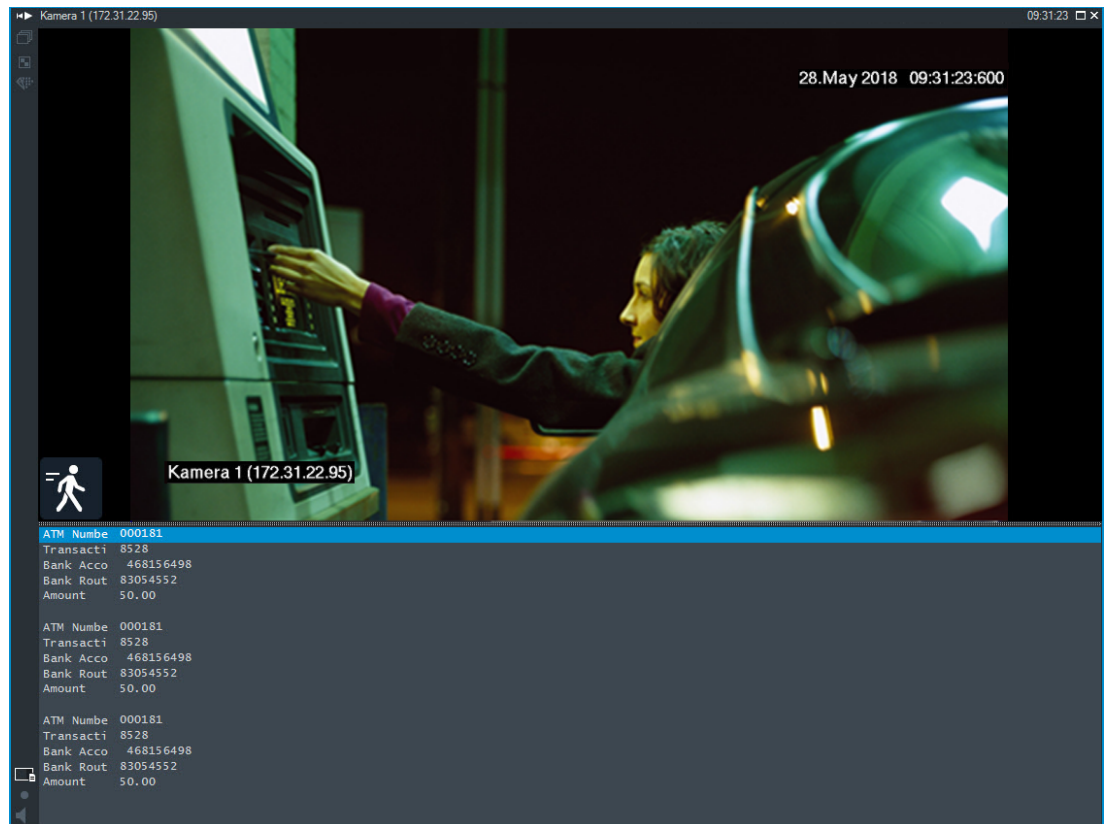 Kamera 1 (172.31.22.95)
09:31:23
28.May 2018 09:31:23:600
Kamera 1 (172.31.22.95)
ATM Numbe 000181
Transacti 8528
Bank Acco 468156498
Bank Rout 83054552
Amount 50.00
ATM Numbe 000181
Transacti 8528
Bank Acco 468156498
Bank Rout 83054552
Amount 50.00
ATM Numbe 000181
Transacti 8528
Bank Acco 468156498
Bank Rout 83054552
Amount 50.00